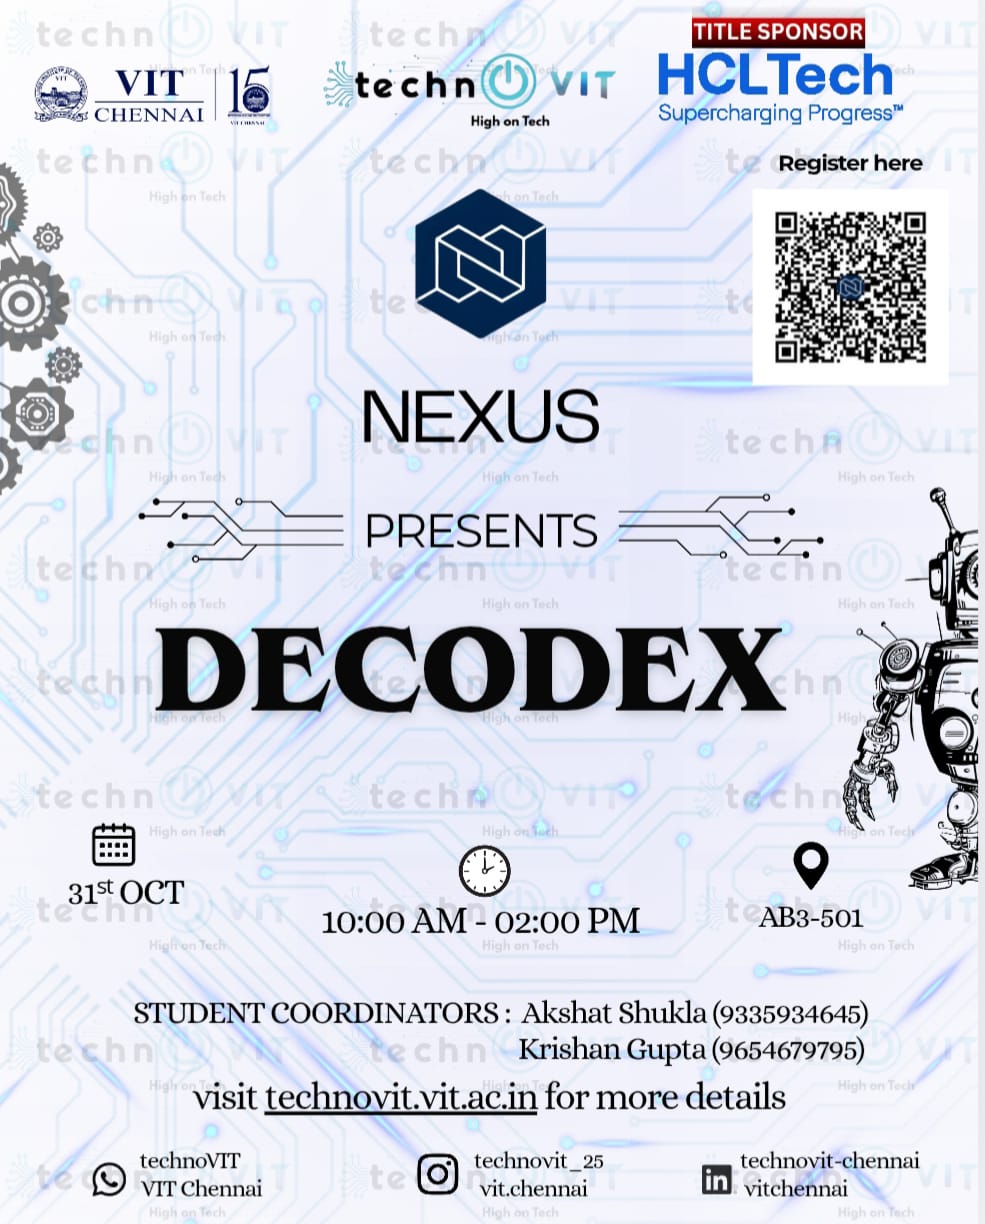 TITLE SPONSOR
VIT
CHENNAI
15
techno VIT
High on Tech
HCLTech
Supercharging Progress™
Register here
NEXUS
PRESENTS
DECODEX
31st OCT
10:00 AM - 02:00 PM
AB3-501
STUDENT COORDINATORS : Akshat Shukla (9335934645)
Krishan Gupta (9654679795)
visit technovit.vit.ac.in for more details
technoVIT
VIT Chennai
technovit_25
vit.chennai
technovit-chennai
vitchennai